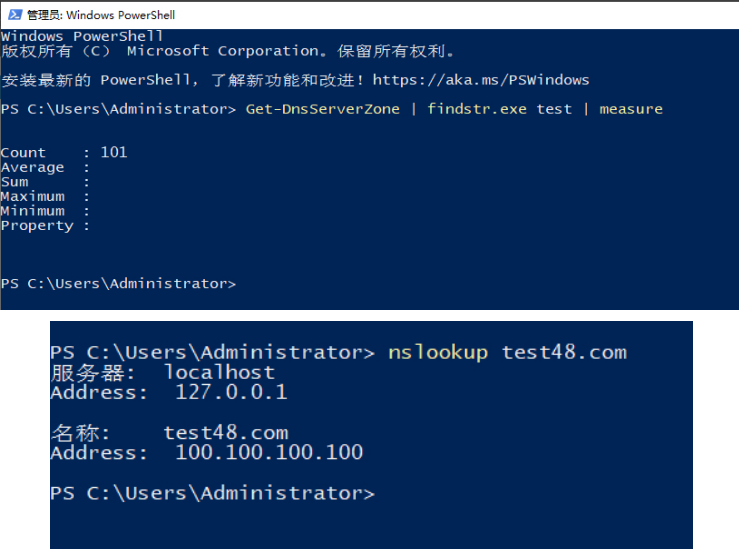 管理员: Windows PowerShell
Windows PowerShell
版权所有（C） Microsoft Corporation。保留所有权利。
安装最新的 PowerShell，了解新功能和改进！https://aka.ms/PSWindows
PS C:\Users\Administrator> Get-DnsServerZone | findstr.exe test | measure
Count    : 101
Average  :
Sum      :
Maximum  :
Minimum  :
Property :
PS C:\Users\Administrator>
PS C:\Users\Administrator> nslookup test48.com
服务器:  localhost
Address:  127.0.0.1
名称:    test48.com
Address:  100.100.100.100
PS C:\Users\Administrator>